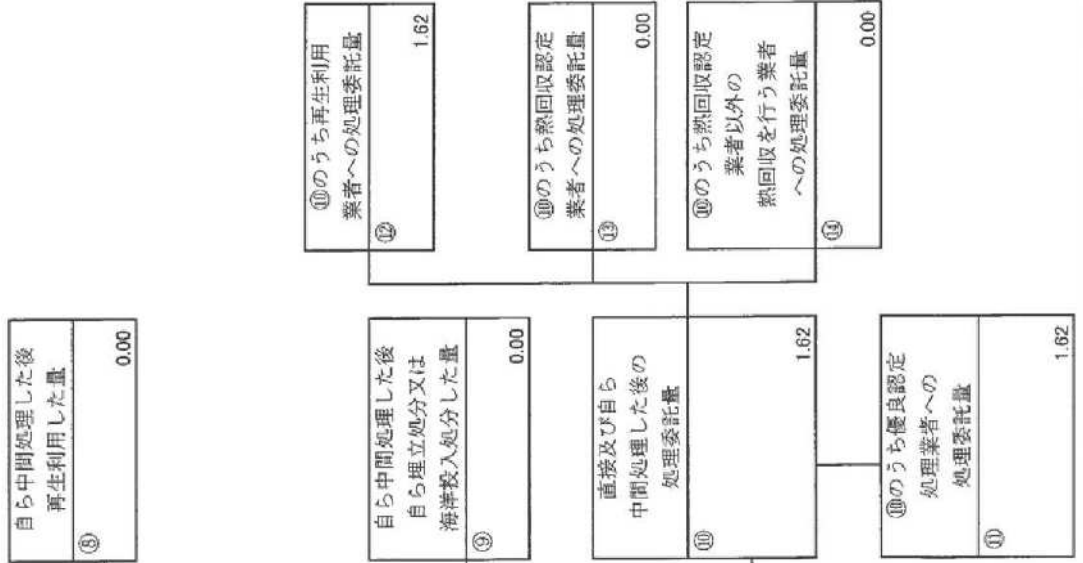 自ら中間処理した後
再生利用した量
⑧
0.00
自ら中間処理した後
自ら埋立処分又は
海洋投入処分した量
⑨
0.00
直接及び自ら
中間処理した後の
処理委託量
⑩
1.62
⑩のうち優良認定
処理業者への
処理委託量
⑪
1.62
⑩のうち再生利用
業者への処理委託量
⑫
1.62
⑩のうち熱回収認定
業者への処理委託量
⑬
0.00
⑩のうち熱回収認定
業者以外の
熱回収を行う業者
への処理委託量
⑭
0.00